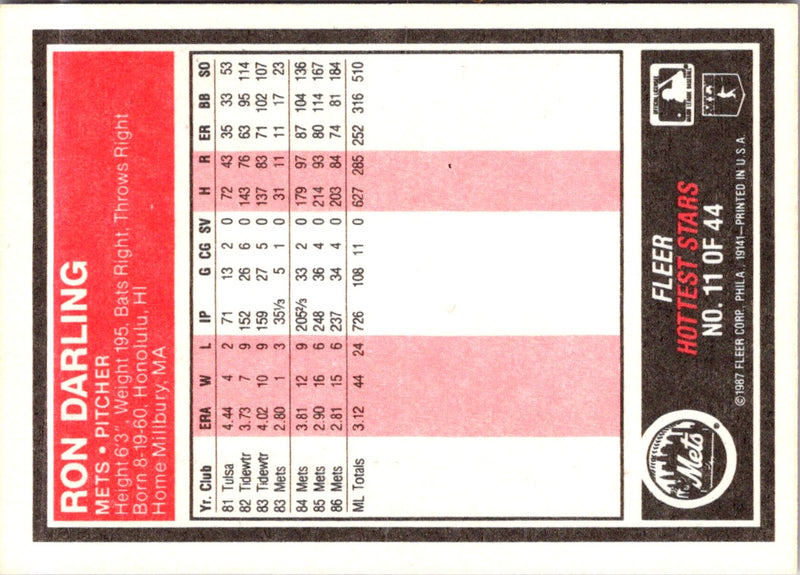 RON DARLING
METS • PITCHER
Height 6'3", Weight 195, Bats Right, Throws Right
Born 8-19-60, Honolulu, HI
Home Millbury, MA
Yr. Club ERA W L IP G CG SV H R ER BB SO
81 Tulsa 4.44 4 2 71 13 2 0 72 43 35 33 53
82 Tidewtr 3.73 7 9 152 26 6 0 143 76 63 95 114
83 Tidewtr 4.02 10 9 159 27 5 0 137 83 71 102 107
83 Mets 2.80 1 3 35⅓ 5 1 0 31 11 11 17 23
84 Mets 3.81 12 9 205⅔ 33 2 0 179 97 87 104 136
85 Mets 2.90 16 6 248 36 4 0 214 93 80 114 167
86 Mets 2.81 15 6 237 34 4 0 203 84 74 81 184
ML Totals 3.12 44 24 726 108 11 0 627 285 252 316 510
Mets
FLEER
HOTTEST STARS
NO. 11 OF 44
©1987 FLEER CORP. PHILA. 19141—PRINTED IN U.S.A.
OFFICIAL LICENSEE
MAJOR LEAGUE BASEBALL